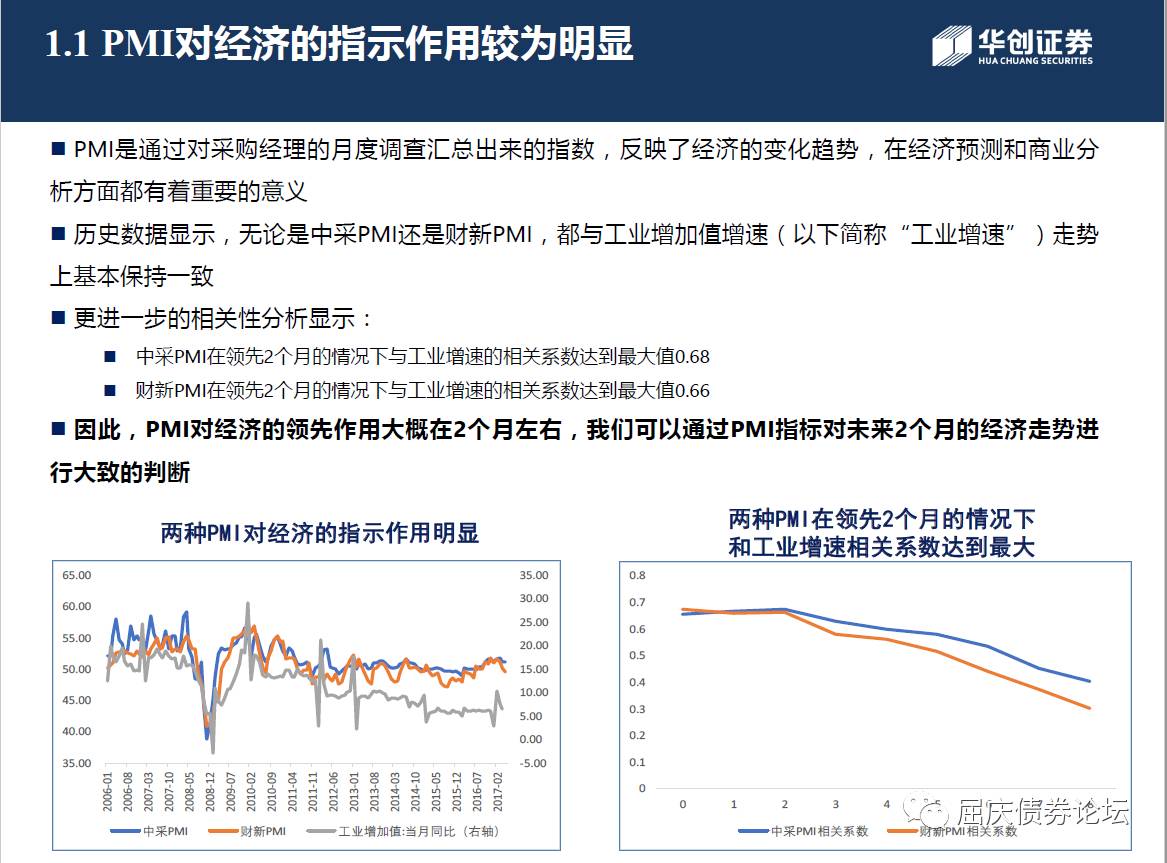 1.1 PMI对经济的指示作用较为明显
华创证券
HUA CHUANG SECURITIES
■ PMI是通过对采购经理的月度调查汇总出来的指数，反映了经济的变化趋势，在经济预测和商业分
析方面都有着重要的意义
■ 历史数据显示，无论是中采PMI还是财新PMI，都与工业增加值增速（以下简称“工业增速”）走势
上基本保持一致
■ 更进一步的相关性分析显示：
■ 中采PMI在领先2个月的情况下与工业增速的相关系数达到最大值0.68
■ 财新PMI在领先2个月的情况下与工业增速的相关系数达到最大值0.66
■ 因此，PMI对经济的领先作用大概在2个月左右，我们可以通过PMI指标对未来2个月的经济走势进
行大致的判断
两种PMI对经济的指示作用明显
65.00
60.00
55.00
50.00
45.00
40.00
35.00
35.00
30.00
25.00
20.00
15.00
10.00
5.00
0.00
-5.00
2006-01
2006-08
2007-03
2007-10
2008-05
2008-12
2009-07
2010-02
2010-09
2011-04
2011-11
2012-06
2013-01
2013-08
2014-03
2014-10
2015-05
2015-12
2016-07
2017-02
中采PMI
财新PMI
工业增加值:当月同比（右轴）
两种PMI在领先2个月的情况下
和工业增速相关系数达到最大
0.8
0.7
0.6
0.5
0.4
0.3
0.2
0.1
0
0 1 2 3 4 5
中采PMI相关系数
财新PMI相关系数
屈庆债券论坛